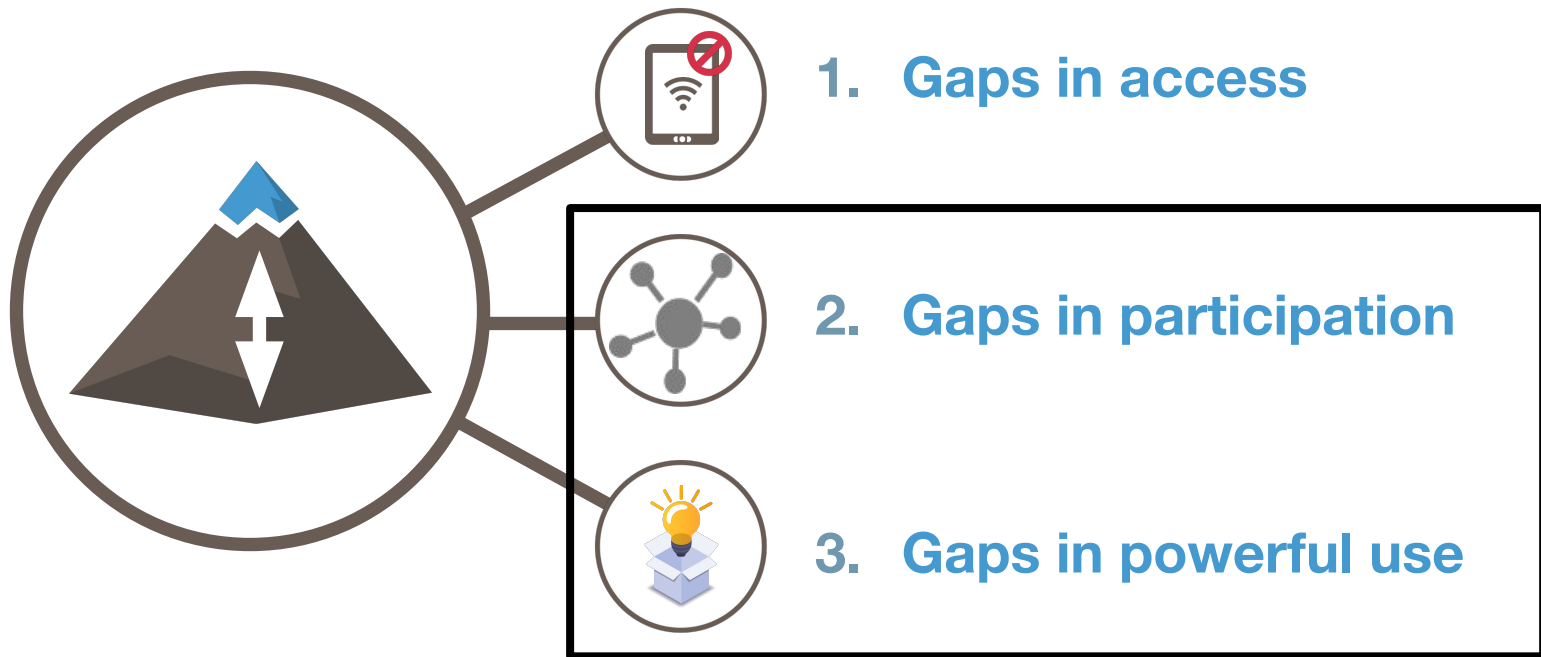 1. Gaps in access
2. Gaps in participation
3. Gaps in powerful use